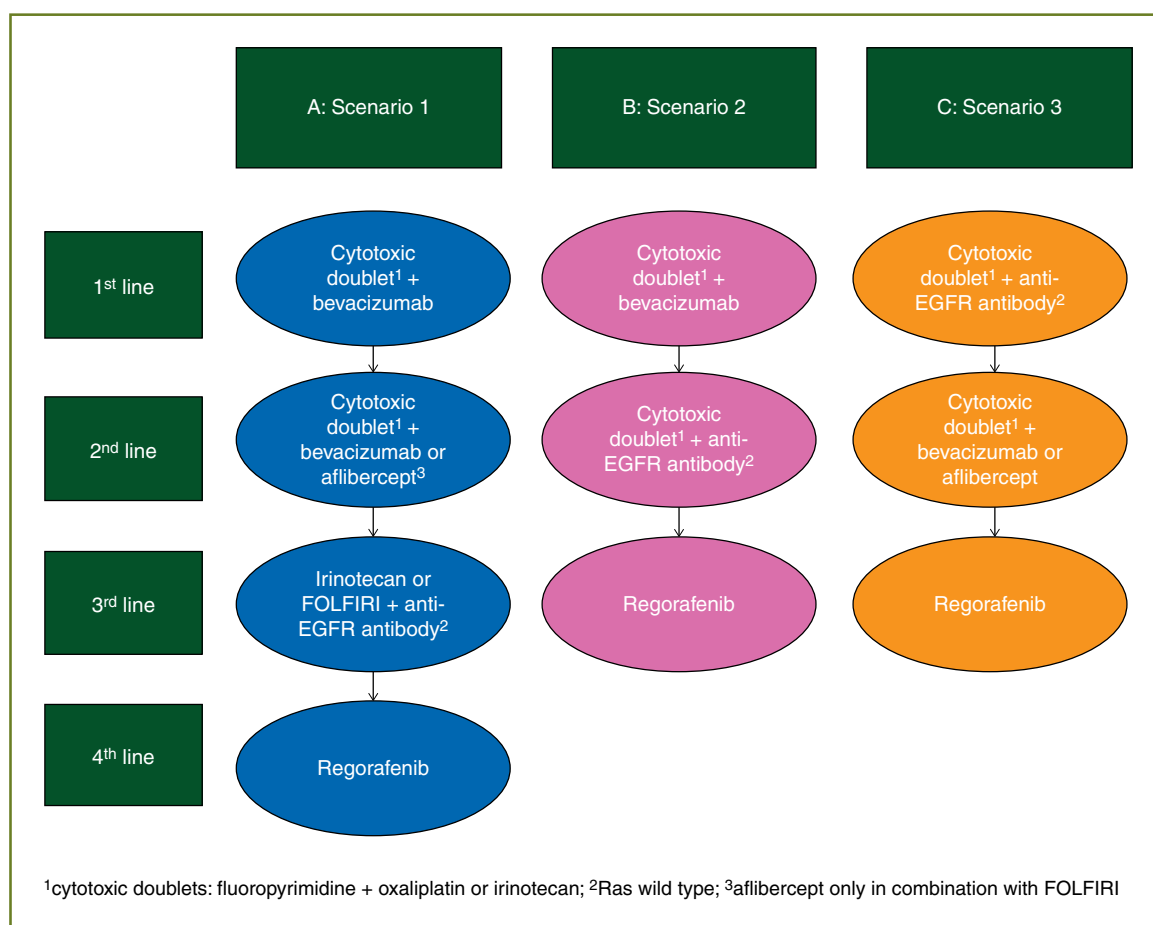 A: Scenario 1
B: Scenario 2
C: Scenario 3
1st line
Cytotoxic
doublet¹ +
bevacizumab
Cytotoxic
doublet¹ +
bevacizumab
Cytotoxic
doublet¹ + anti-
EGFR antibody²
2nd line
Cytotoxic
doublet¹ +
bevacizumab or
aflibercept³
Cytotoxic
doublet¹ + anti-
EGFR antibody²
Cytotoxic
doublet¹ +
bevacizumab or
aflibercept
3rd line
Irinotecan or
FOLFIRI + anti-
EGFR antibody²
Regorafenib
Regorafenib
4th line
Regorafenib
¹cytotoxic doublets: fluoropyrimidine + oxaliplatin or irinotecan; ²Ras wild type; ³aflibercept only in combination with FOLFIRI